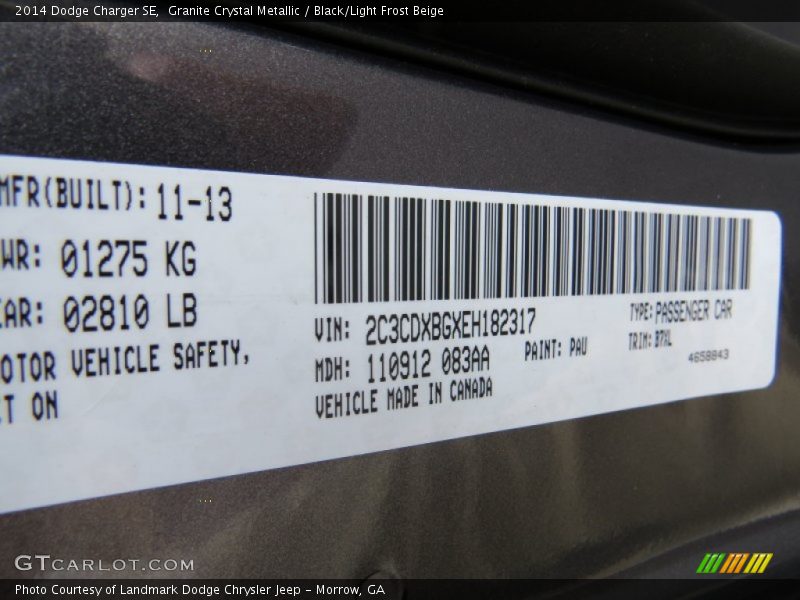 2014 Dodge Charger SE, Granite Crystal Metallic / Black/Light Frost Beige
MFR(BUILT): 11-13
WR: 01275 KG
EAR: 02810 LB
OTOR VEHICLE SAFETY,
CT ON
VIN: 2C3CDXBGXEH182317
TYPE: PASSENGER CAR
MDH: 110912 083AA
PAINT: PAU
TRIM: B7XL
VEHICLE MADE IN CANADA
4658843
GTCARLOT.COM
Photo Courtesy of Landmark Dodge Chrysler Jeep - Morrow, GA